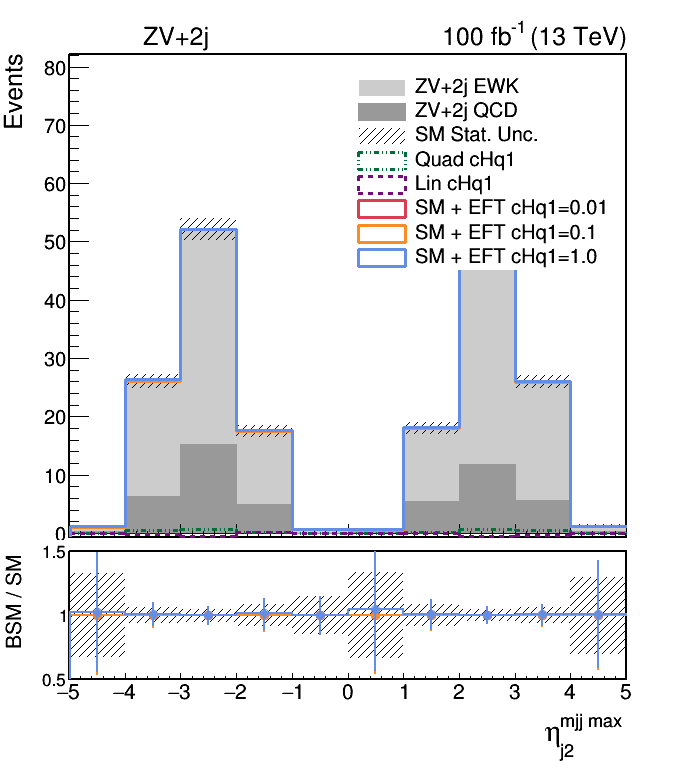 ZV+2j
100 fb-1 (13 TeV)
Events
80
70
60
50
40
30
20
10
0
ZV+2j EWK
ZV+2j QCD
SM Stat. Unc.
Quad cHq1
Lin cHq1
SM + EFT cHq1=0.01
SM + EFT cHq1=0.1
SM + EFT cHq1=1.0
BSM / SM
1.5
1
0.5
−5 −4 −3 −2 −1 0 1 2 3 4 5
η mjj max j2